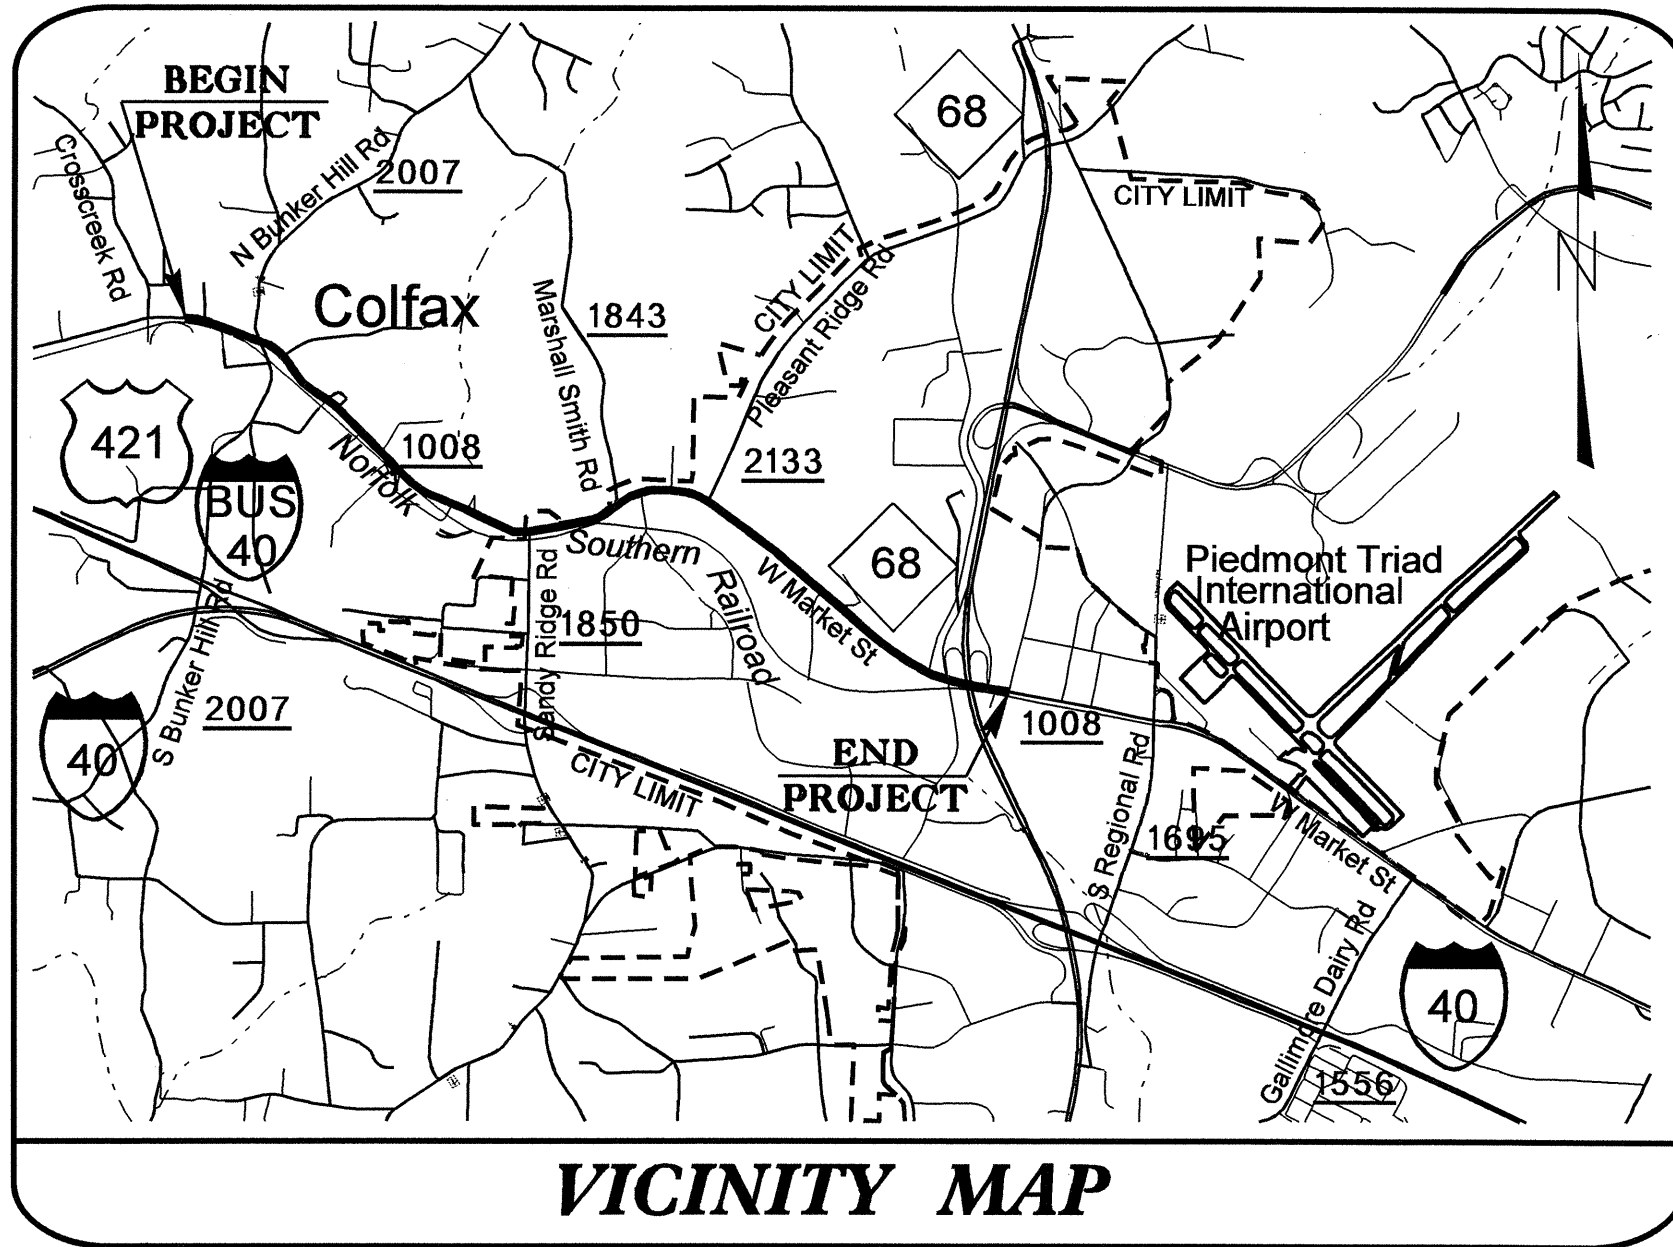 BEGIN
PROJECT
68
Crosscreek Rd
N Bunker Hill Rd
2007
CITY LIMIT
N
Colfax
Marshall Smith Rd
1843
CITY LIMIT
Pleasant Ridge Rd
421
BUS
40
Norfolk
1008
2133
Southern
Railroad
W Market St
68
Piedmont Triad
International
Airport
Sandy Ridge Rd
1850
S Bunker Hill Rd
2007
40
CITY LIMIT
END
PROJECT
1008
S Regional Rd
1695
W Market St
Gallimore Dairy Rd
40
1556
VICINITY MAP